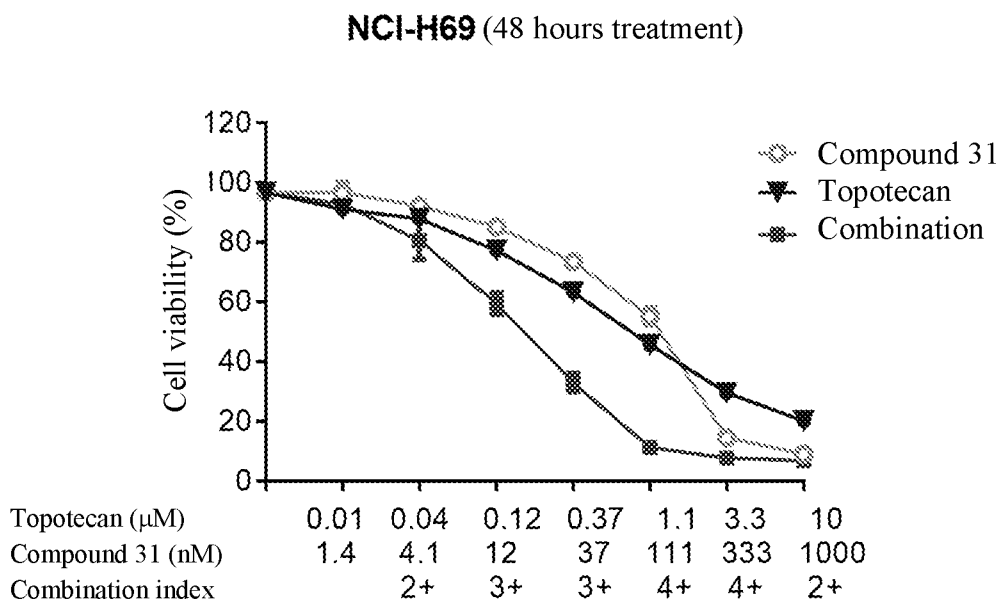 NCI-H69 (48 hours treatment)
120
100
80
60
40
20
0
Cell viability (%)
Compound 31
Topotecan
Combination
Topotecan (μM) 0.01 0.04 0.12 0.37 1.1 3.3 10
Compound 31 (nM) 1.4 4.1 12 37 111 333 1000
Combination index 2+ 3+ 3+ 4+ 4+ 2+